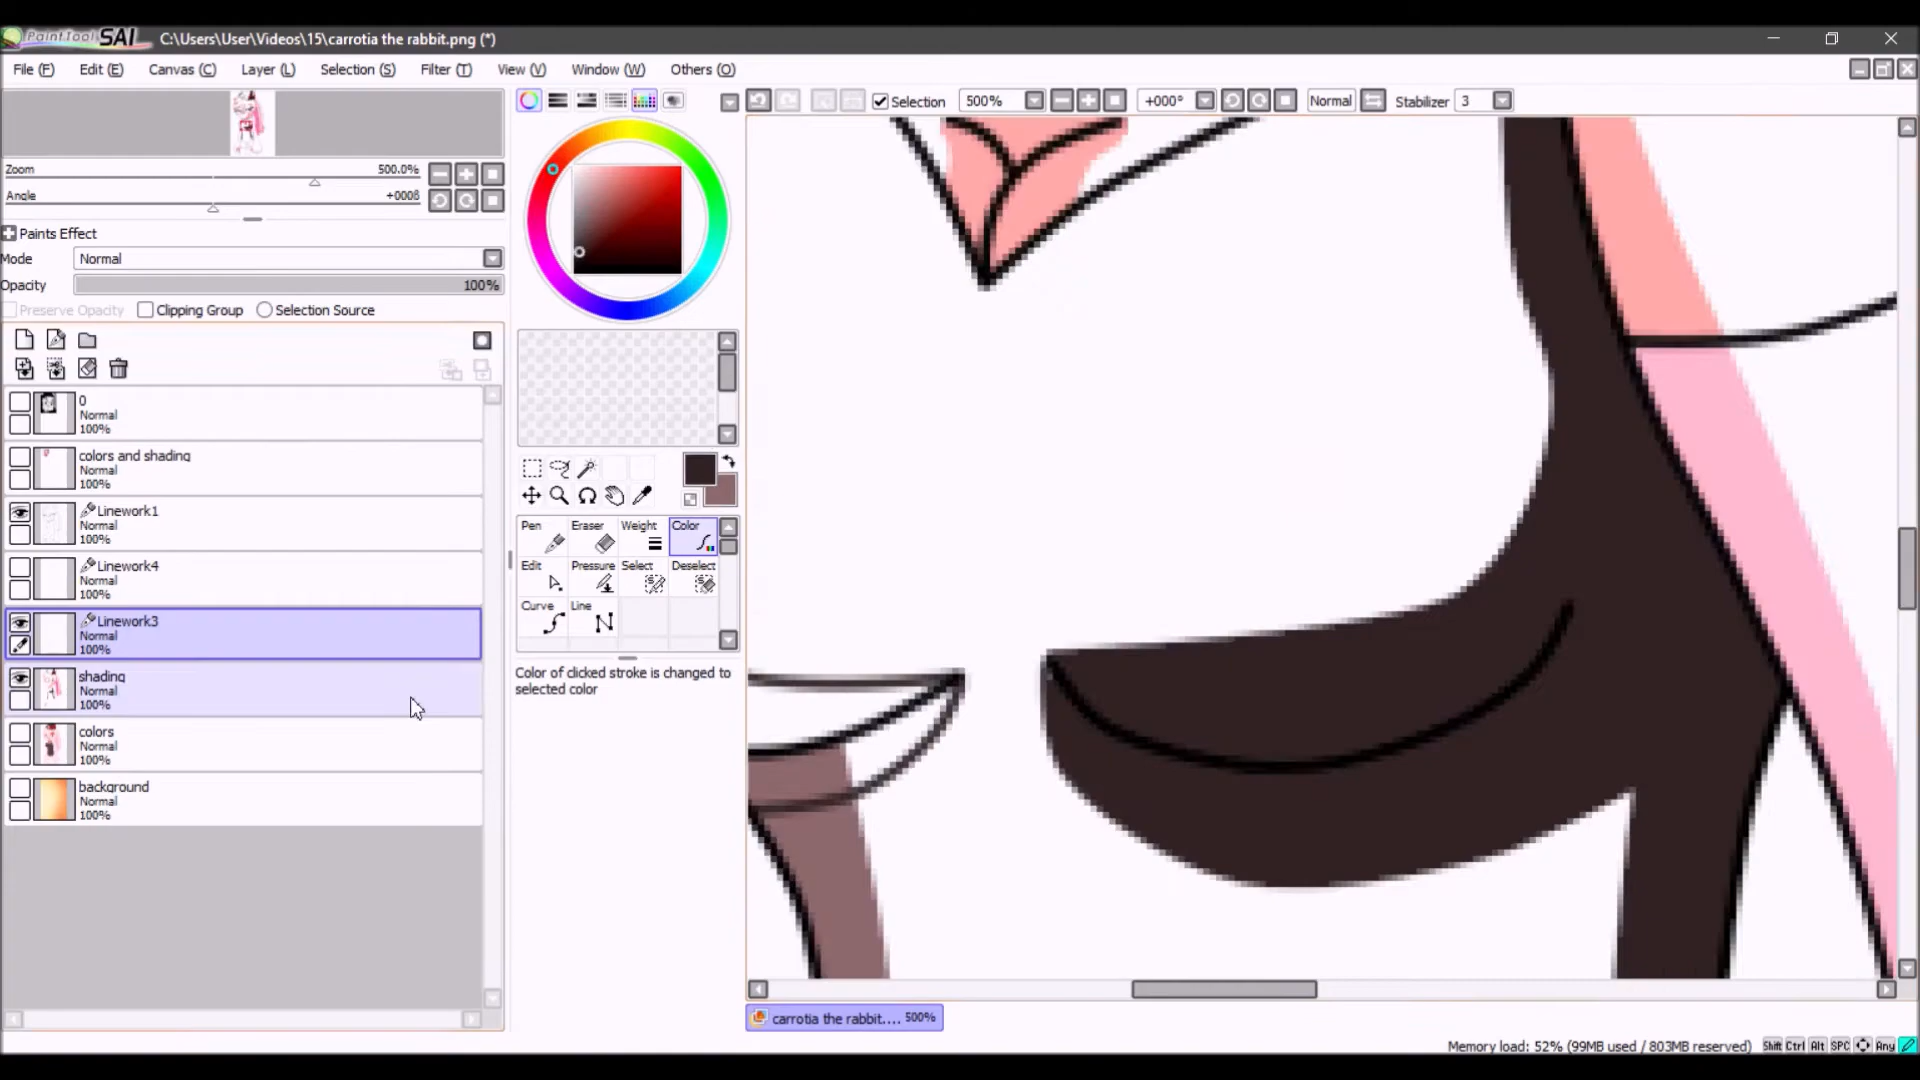 PaintTool SAI C:\Users\User\Videos\15\carrotia the rabbit.png (*)
File (F) Edit (E) Canvas (C) Layer (L) Selection (S) Filter (T) View (V) Window (W) Others (O)
Selection 500% +000° Normal Stabilizer 3
Zoom 500.0%
Angle +000ß
Paints Effect
Mode Normal
Opacity 100%
Preserve Opacity Clipping Group Selection Source
0
Normal
100%
colors and shading
Normal
100%
Linework1
Normal
100%
Linework4
Normal
100%
Linework3
Normal
100%
shading
Normal
100%
colors
Normal
100%
background
Normal
100%
Pen Eraser Weight Color
Edit Pressure Select Deselect
Curve Line
Color of clicked stroke is changed to
selected color
carrotia the rabbit.... 500%
Memory load: 52% (99MB used / 803MB reserved) Shift Ctrl Alt SPC Any